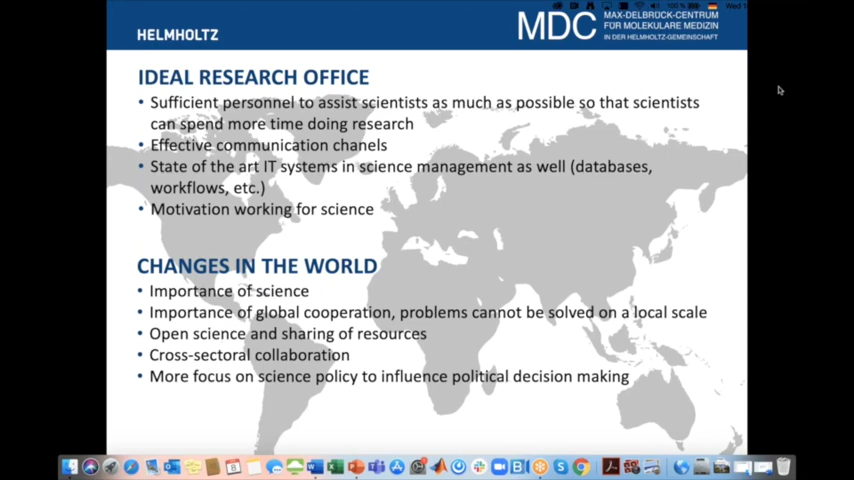 100 %
Wed 1
HELMHOLTZ
MDC
MAX-DELBRÜCK-CENTRUM
FÜR MOLEKULARE MEDIZIN
IN DER HELMHOLTZ-GEMEINSCHAFT
IDEAL RESEARCH OFFICE
• Sufficient personnel to assist scientists as much as possible so that scientists
can spend more time doing research
• Effective communication chanels
• State of the art IT systems in science management as well (databases,
workflows, etc.)
• Motivation working for science
CHANGES IN THE WORLD
• Importance of science
• Importance of global cooperation, problems cannot be solved on a local scale
• Open science and sharing of resources
• Cross-sectoral collaboration
• More focus on science policy to influence political decision making